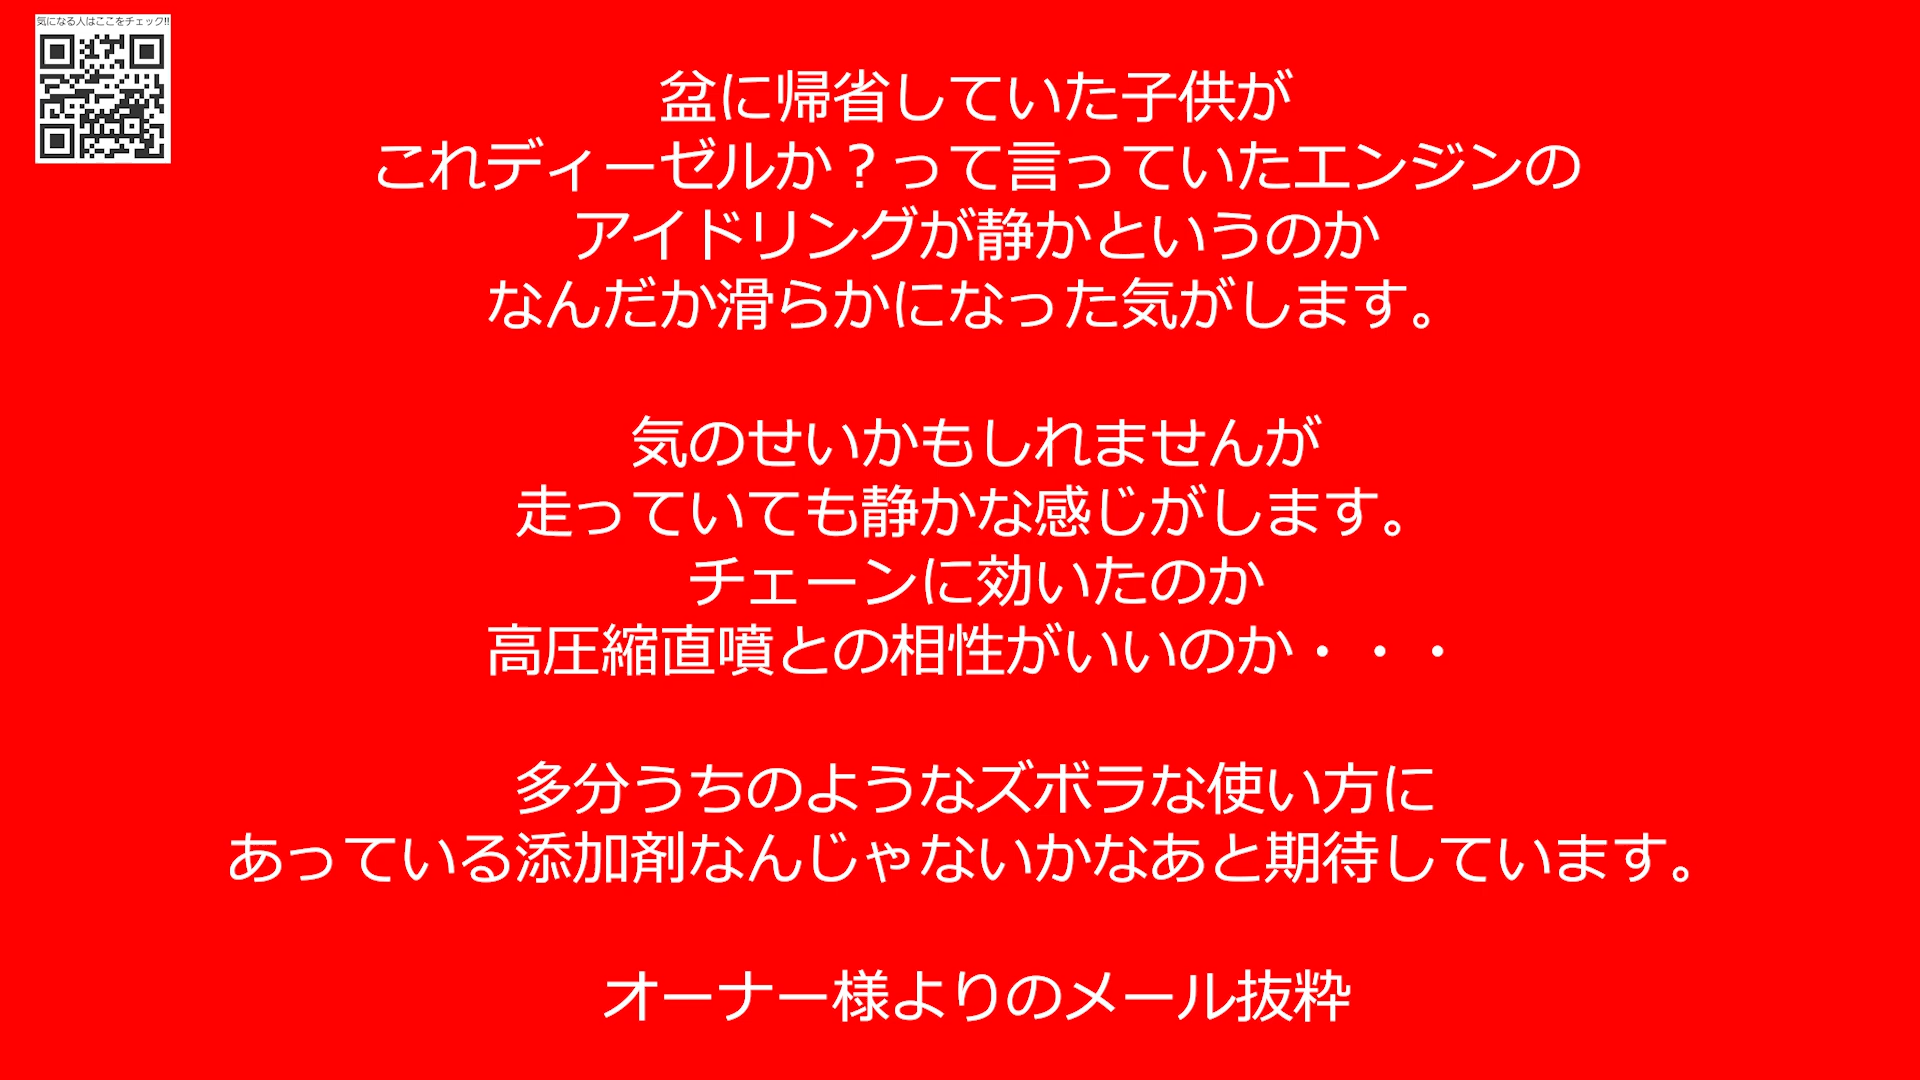 気になる人はここをチェック!!
盆に帰省していた子供が
これディーゼルか？って言っていたエンジンの
アイドリングが静かというのか
なんだか滑らかになった気がします。
気のせいかもしれませんが
走っていても静かな感じがします。
チェーンに効いたのか
高圧縮直噴との相性がいいのか・・・
多分うちのようなズボラな使い方に
あっている添加剤なんじゃないかなあと期待しています。
オーナー様よりのメール抜粋